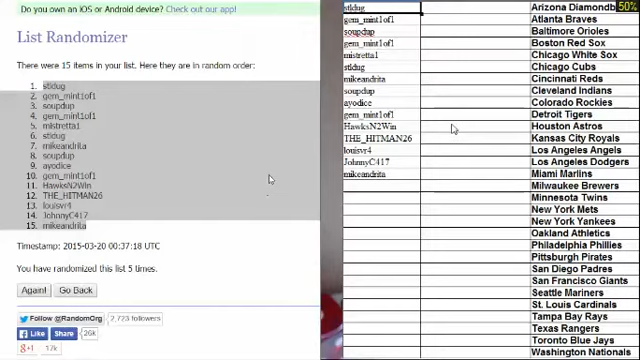 Do you own an iOS or Android device? Check out our app!
List Randomizer
There were 15 items in your list. Here they are in random order:
1. stldug
2. gem_mint1of1
3. soupdup
4. gem_mint1of1
5. mistretta1
6. stldug
7. mikeandrita
8. soupdup
9. ayodice
10. gem_mint1of1
11. HawksN2Win
12. THE_HITMAN26
13. louisvr4
14. JohnnyC417
15. mikeandrita
Timestamp: 2015-03-20 00:37:18 UTC
You have randomized this list 5 times.
Again! Go Back
Follow @RandomOrg 2,723 followers
Like Share 26k
g+1 17k
50%
stldug Arizona Diamondb
gem_mint1of1 Atlanta Braves
soupdup Baltimore Orioles
gem_mint1of1 Boston Red Sox
mistretta1 Chicago White Sox
stldug Chicago Cubs
mikeandrita Cincinnati Reds
soupdup Cleveland Indians
ayodice Colorado Rockies
gem_mint1of1 Detroit Tigers
HawksN2Win Houston Astros
THE_HITMAN26 Kansas City Royals
louisvr4 Los Angeles Angels
JohnnyC417 Los Angeles Dodgers
mikeandrita Miami Marlins
Milwaukee Brewers
Minnesota Twins
New York Mets
New York Yankees
Oakland Athletics
Philadelphia Phillies
Pittsburgh Pirates
San Diego Padres
San Francisco Giants
Seattle Mariners
St. Louis Cardinals
Tampa Bay Rays
Texas Rangers
Toronto Blue Jays
Washington Nationals